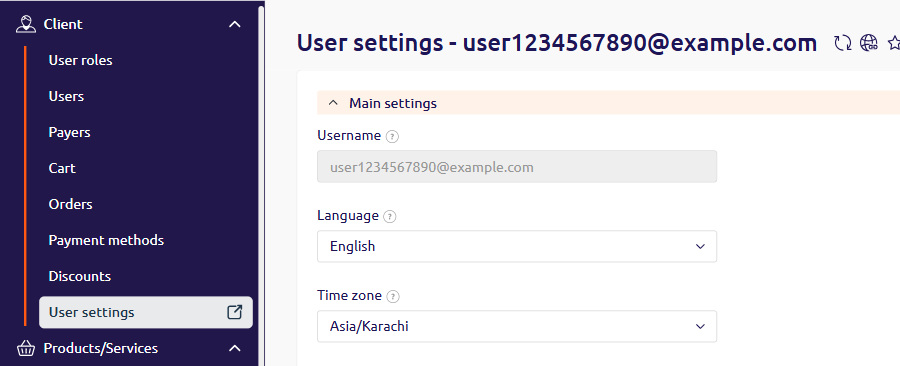 Client
User roles
Users
Payers
Cart
Orders
Payment methods
Discounts
User settings
Products/Services
User settings - user1234567890@example.com
Main settings
Username ?
user1234567890@example.com
Language ?
English
Time zone ?
Asia/Karachi